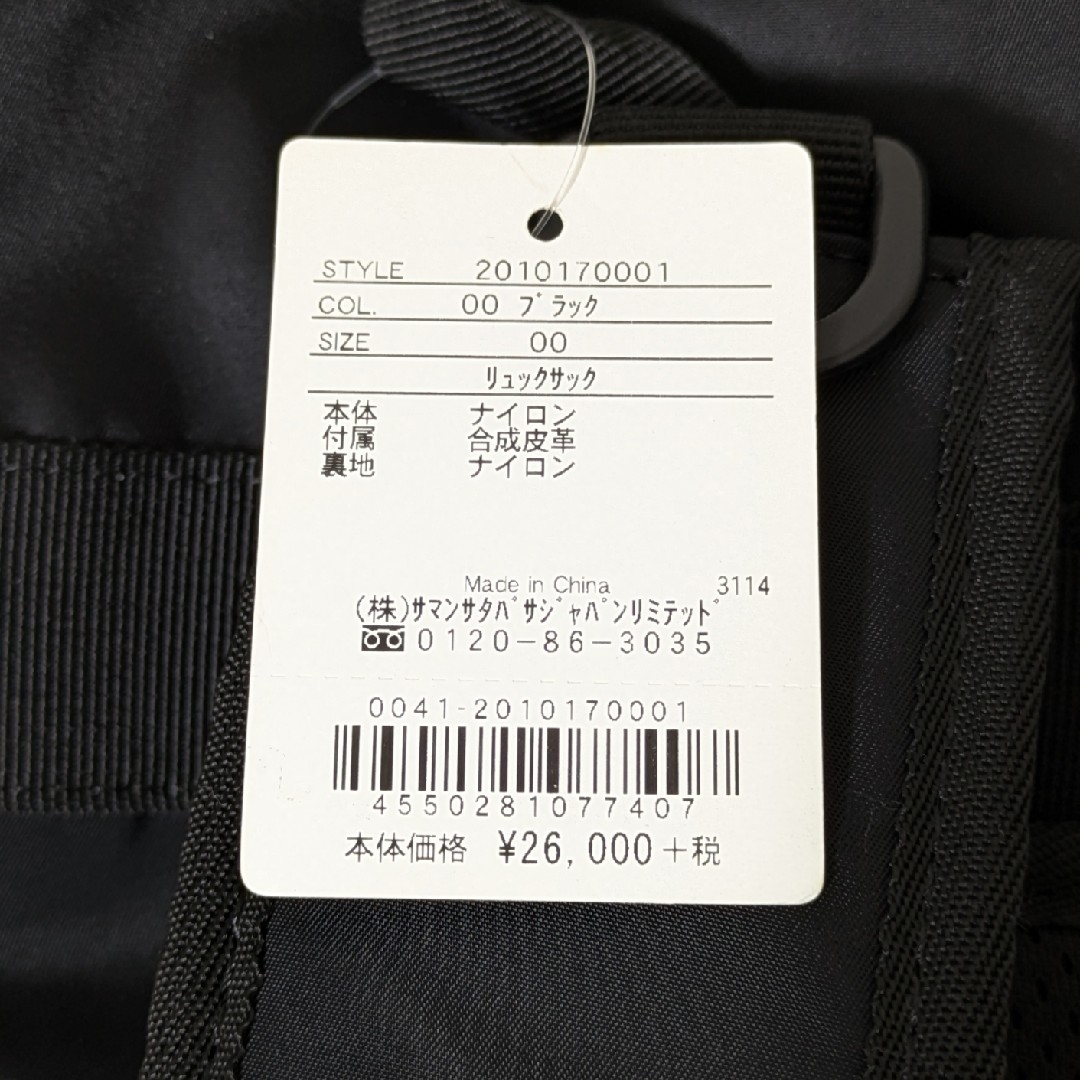 STYLE 2010170001
COL. 00 ﾌﾞﾗｯｸ
SIZE 00
ﾘｭｯｸｻｯｸ
本体 ナイロン
付属 合成皮革
裏地 ナイロン
Made in China 3114
(株)ｻﾏﾝｻﾀﾊﾞｻｼﾞｬﾊﾟﾝﾘﾐﾃｯﾄﾞ
0120-86-3035
0041-2010170001
4550281077407
本体価格 ¥26,000+税